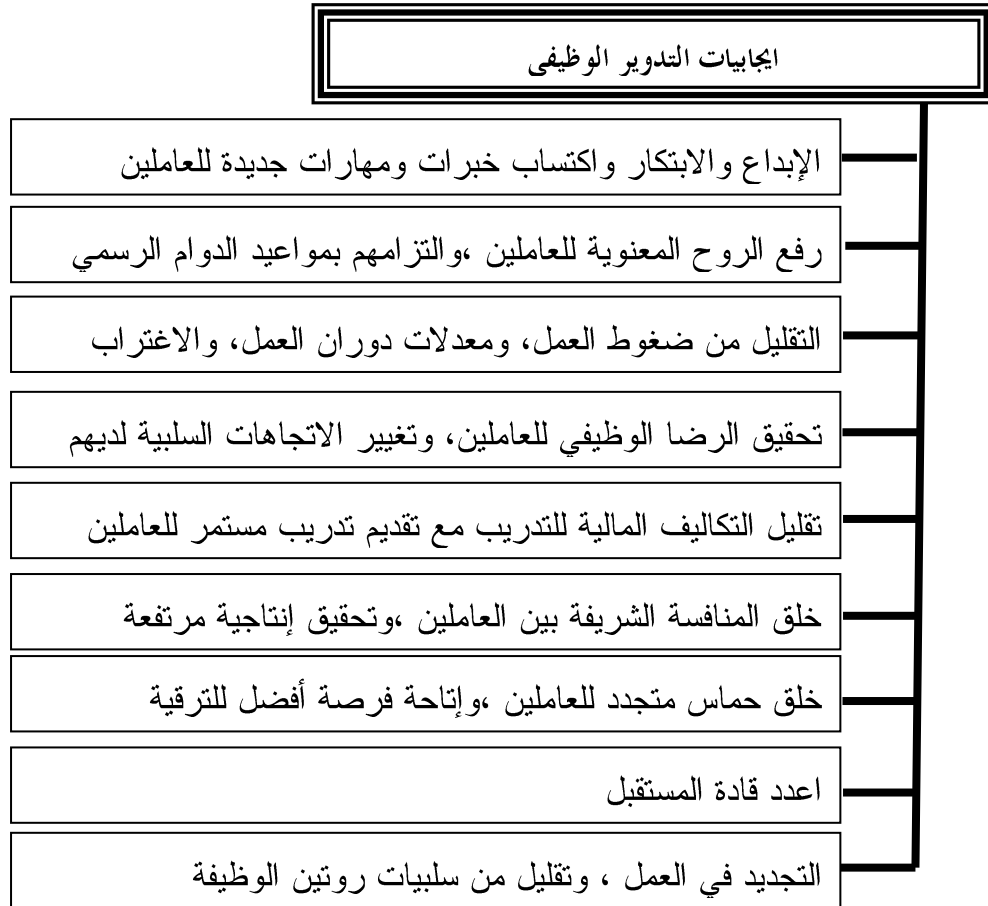 ايجابيات التدوير الوظيفى
الإبداع والابتكار واكتساب خبرات ومهارات جديدة للعاملين
رفع الروح المعنوية للعاملين ،والتزامهم بمواعيد الدوام الرسمي
التقليل من ضغوط العمل، ومعدلات دوران العمل، والاغتراب
تحقيق الرضا الوظيفي للعاملين، وتغيير الاتجاهات السلبية لديهم
تقليل التكاليف المالية للتدريب مع تقديم تدريب مستمر للعاملين
خلق المنافسة الشريفة بين العاملين ،وتحقيق إنتاجية مرتفعة
خلق حماس متجدد للعاملين ،وإتاحة فرصة أفضل للترقية
اعدد قادة المستقبل
التجديد في العمل ، وتقليل من سلبيات روتين الوظيفة